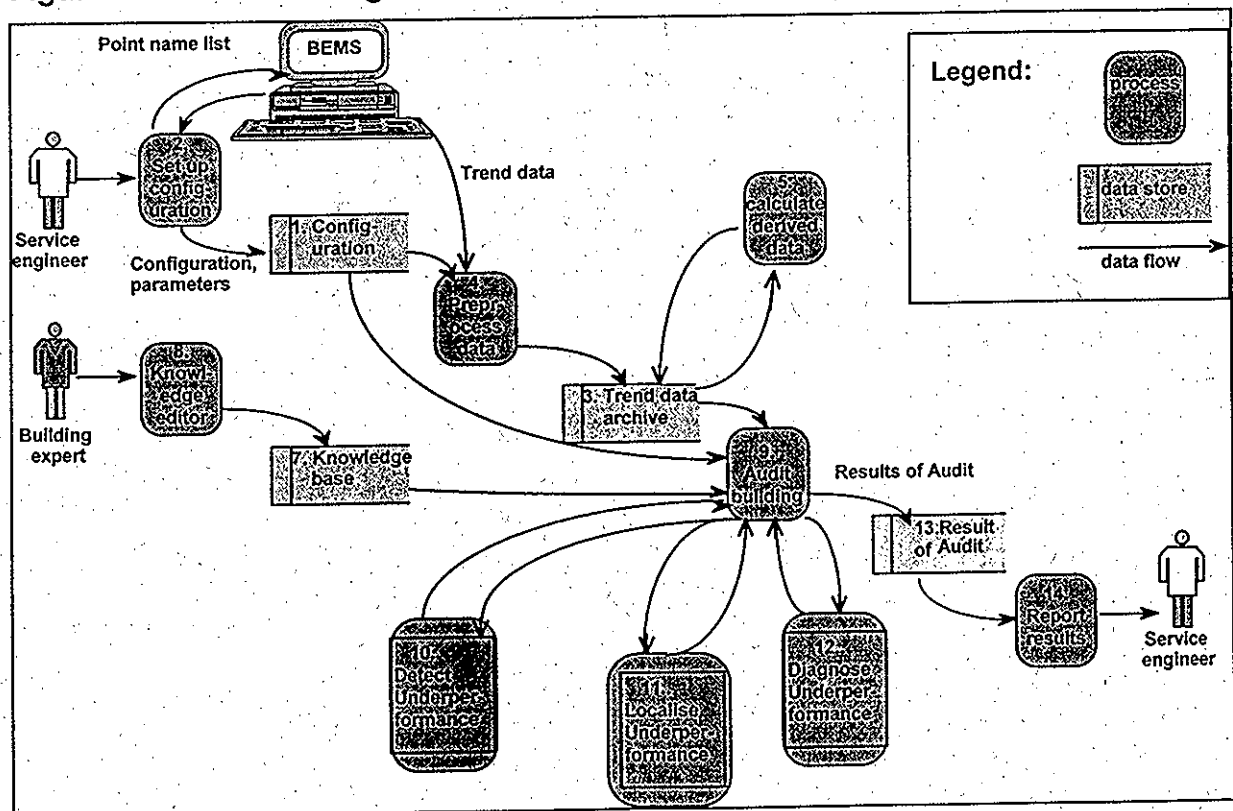 Point name list
BEMS
Legend:
process
data store
data flow
Service
engineer
2.
Set up
config-
uration
Trend data
Configuration,
parameters
1. Config-
uration
5.
calculate
derived
data
4.
Prepr-
ocess
data
Building
expert
8.
Knowl-
edge
editor
3. Trend data
archive
7. Knowledge
base
9.
Audit
building
Results of Audit
13.Result
of Audit
14.
Report
results
Service
engineer
10.
Detect
Underper-
formance
11.
Localise
Underper-
formance
12.
Diagnose
Underper-
formance